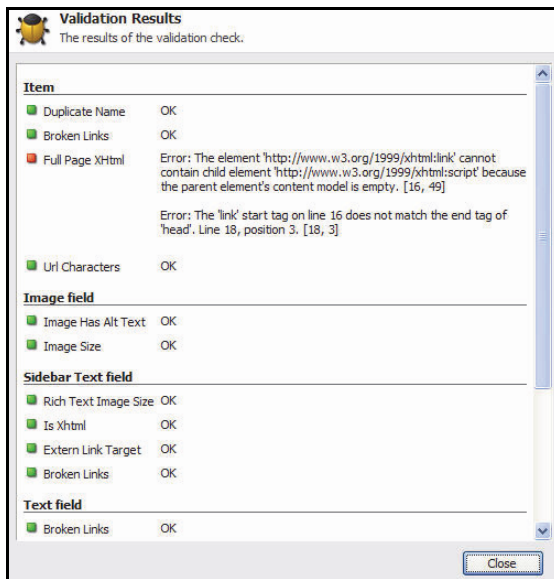 Validation Results
The results of the validation check.
Item
Duplicate Name OK
Broken Links OK
Full Page XHtml Error: The element 'http://www.w3.org/1999/xhtml:link' cannot
contain child element 'http://www.w3.org/1999/xhtml:script' because
the parent element's content model is empty. [16, 49]
Error: The 'link' start tag on line 16 does not match the end tag of
'head'. Line 18, position 3. [18, 3]
Url Characters OK
Image field
Image Has Alt Text OK
Image Size OK
Sidebar Text field
Rich Text Image Size OK
Is Xhtml OK
Extern Link Target OK
Broken Links OK
Text field
Broken Links OK
Close